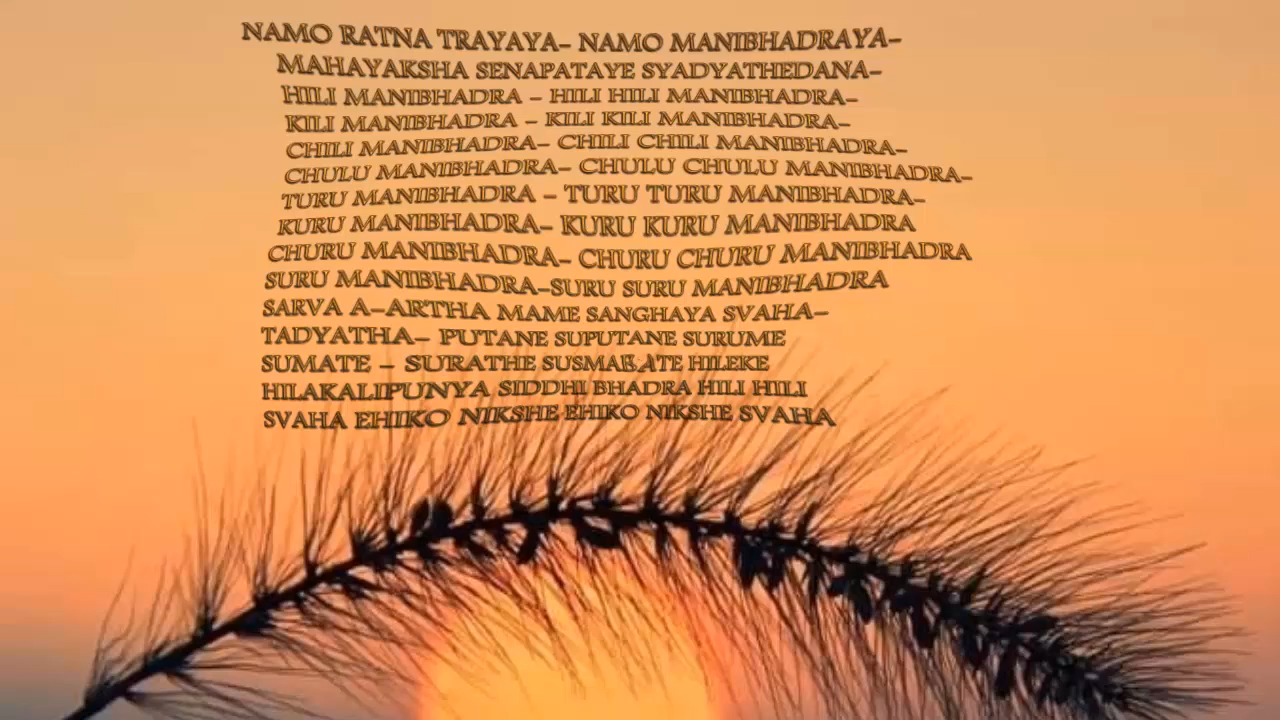 NAMO RATNA TRAYAYA- NAMO MANIBHADRAYA-
MAHAYAKSHA SENAPATAYE SYADYATHEDANA-
HILI MANIBHADRA - HILI HILI MANIBHADRA-
KILI MANIBHADRA - KILI KILI MANIBHADRA-
CHILI MANIBHADRA- CHILI CHILI MANIBHADRA-
CHULU MANIBHADRA- CHULU CHULU MANIBHADRA-
TURU MANIBHADRA - TURU TURU MANIBHADRA-
KURU MANIBHADRA- KURU KURU MANIBHADRA
CHURU MANIBHADRA- CHURU CHURU MANIBHADRA
SURU MANIBHADRA-SURU SURU MANIBHADRA
SARVA A-ARTHA MAME SANGHAYA SVAHA-
TADYATHA- PUTANE SUPUTANE SURUME
SUMATE - SURATHE HILEKE
HILAKALIPUNYA SIDDHI BHADRA HILI HILI
SVAHA EHIKO NIKSHE EHIKO NIKSHE SVAHA